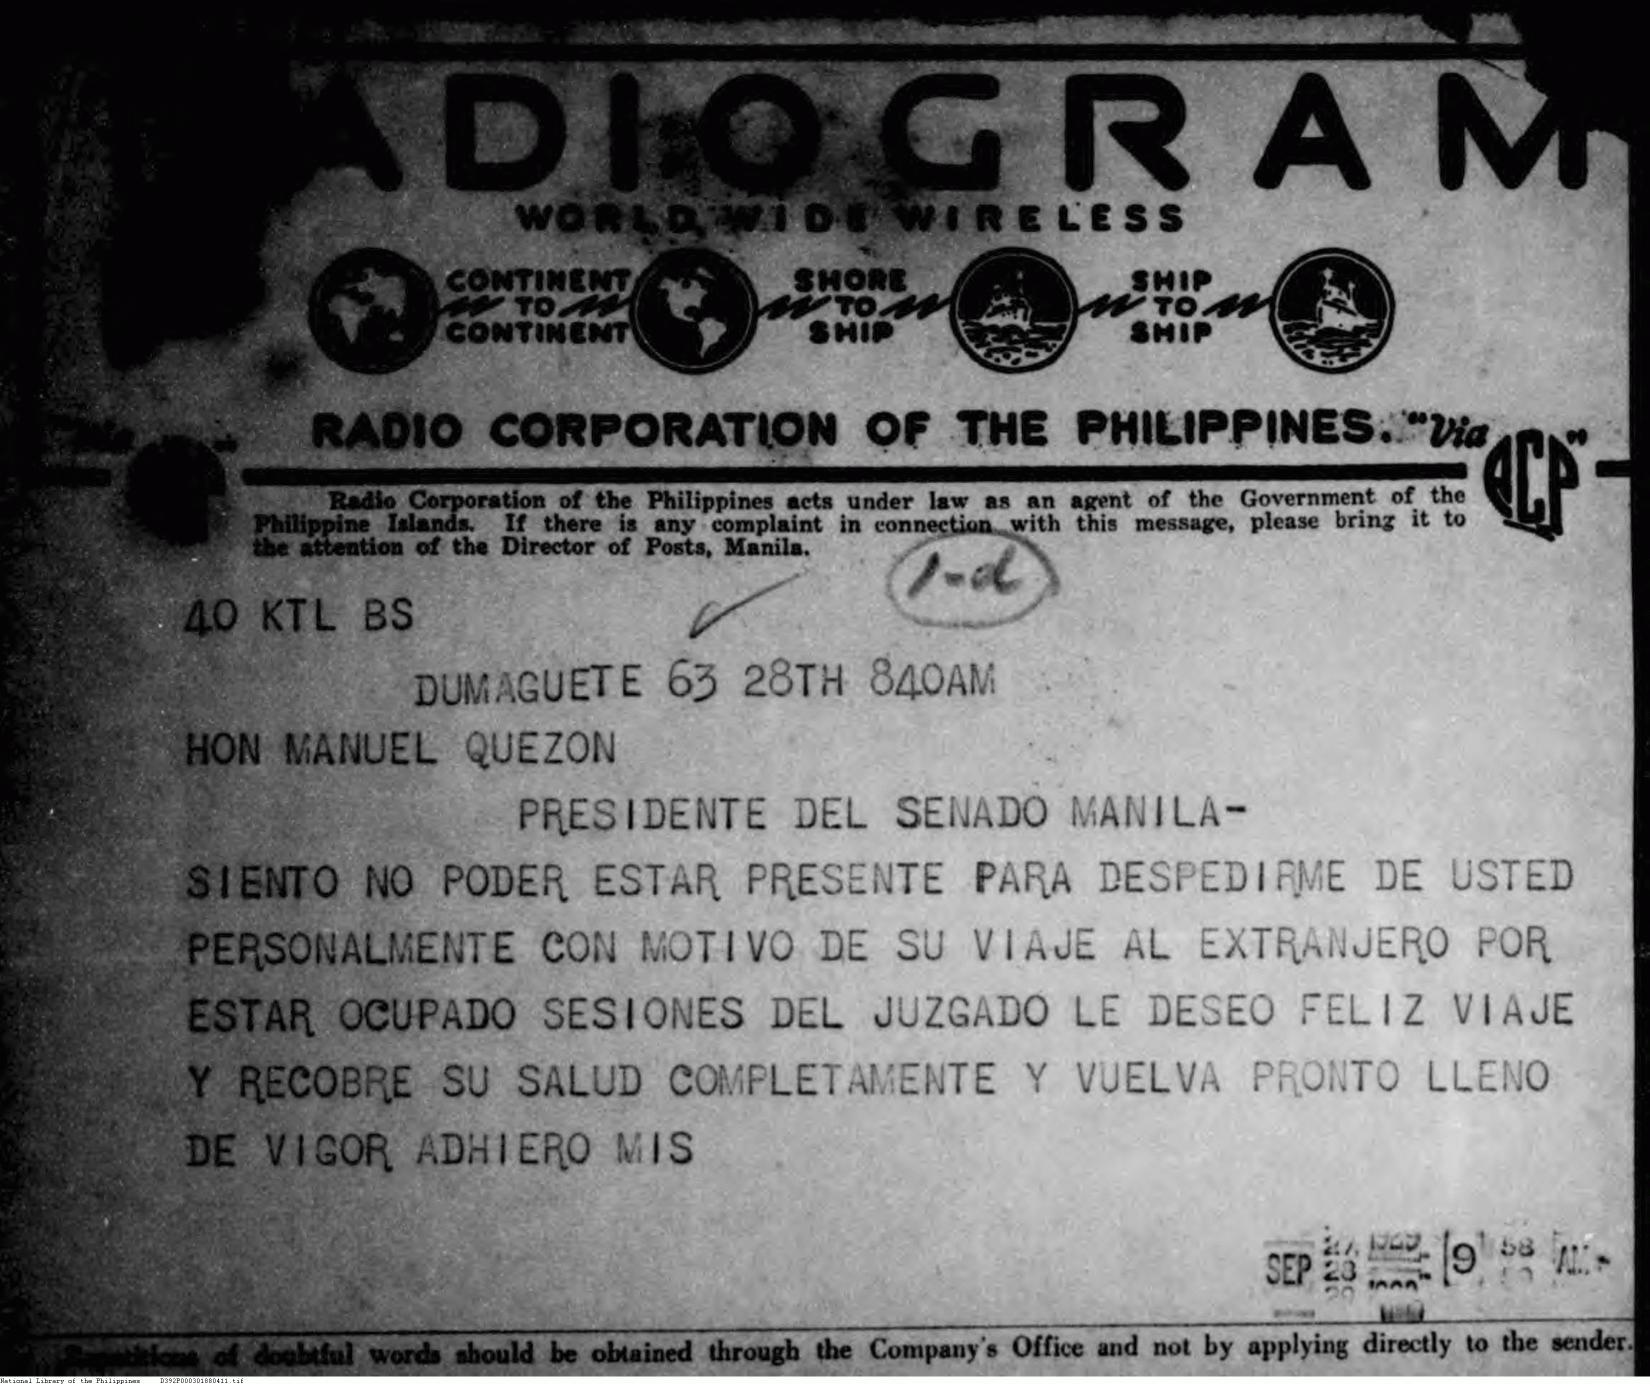 ADIOGRAM
WORLD WIDE WIRELESS
CONTINENT TO CONTINENT
SHORE TO SHIP
SHIP TO SHIP
RADIO CORPORATION OF THE PHILIPPINES. "Via RCP"
Radio Corporation of the Philippines acts under law as an agent of the Government of the
Philippine Islands. If there is any complaint in connection with this message, please bring it to
the attention of the Director of Posts, Manila.
1-d
40 KTL BS
DUMAGUETE 63 28TH 840AM
HON MANUEL QUEZON
PRESIDENTE DEL SENADO MANILA-
SIENTO NO PODER ESTAR PRESENTE PARA DESPEDIRME DE USTED
PERSONALMENTE CON MOTIVO DE SU VIAJE AL EXTRANJERO POR
ESTAR OCUPADO SESIONES DEL JUZGADO LE DESEO FELIZ VIAJE
Y RECOBRE SU SALUD COMPLETAMENTE Y VUELVA PRONTO LLENO
DE VIGOR ADHIERO MIS
SEP 28 9 58 AM
Repetitions of doubtful words should be obtained through the Company's Office and not by applying directly to the sender.
National Library of the Philippines D392P000301880411.tif